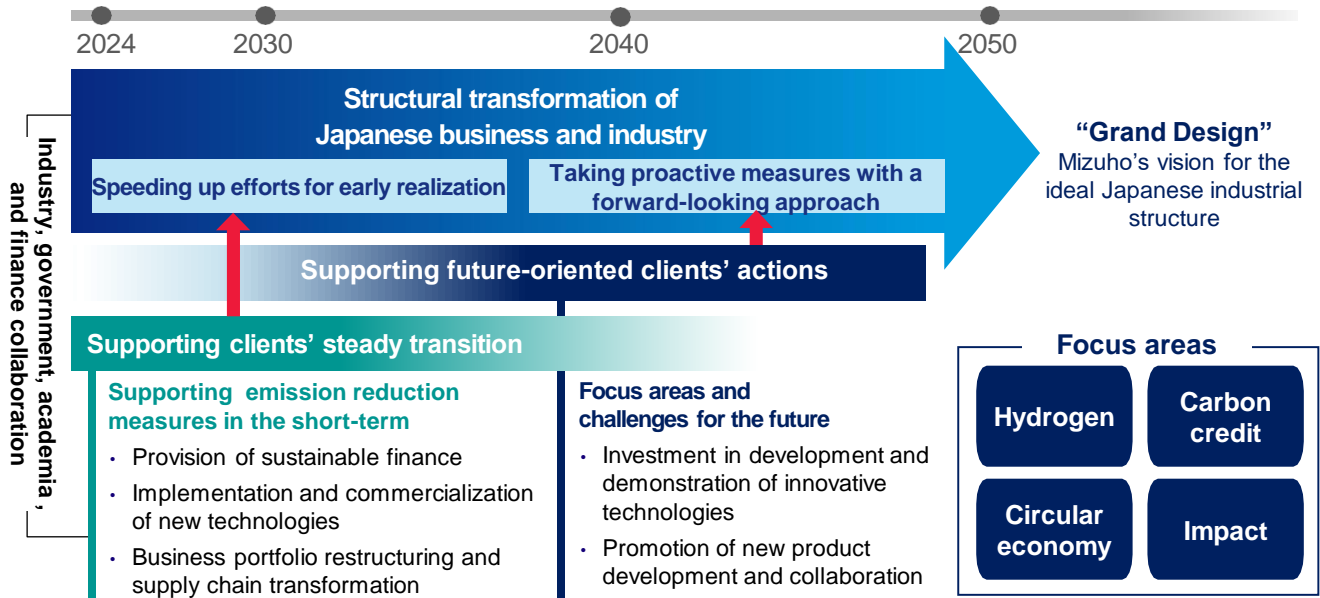 2024
2030
2040
2050
Structural transformation of
Japanese business and industry
Speeding up efforts for early realization
Taking proactive measures with a
forward-looking approach
“Grand Design”
Mizuho’s vision for the
ideal Japanese industrial
structure
Industry, government, academia ,
and finance collaboration
Supporting future-oriented clients’ actions
Supporting clients’ steady transition
Supporting emission reduction
measures in the short-term
・ Provision of sustainable finance
・ Implementation and commercialization
of new technologies
・ Business portfolio restructuring and
supply chain transformation
Focus areas and
challenges for the future
・ Investment in development and
demonstration of innovative
technologies
・ Promotion of new product
development and collaboration
Focus areas
Hydrogen
Carbon
credit
Circular
economy
Impact